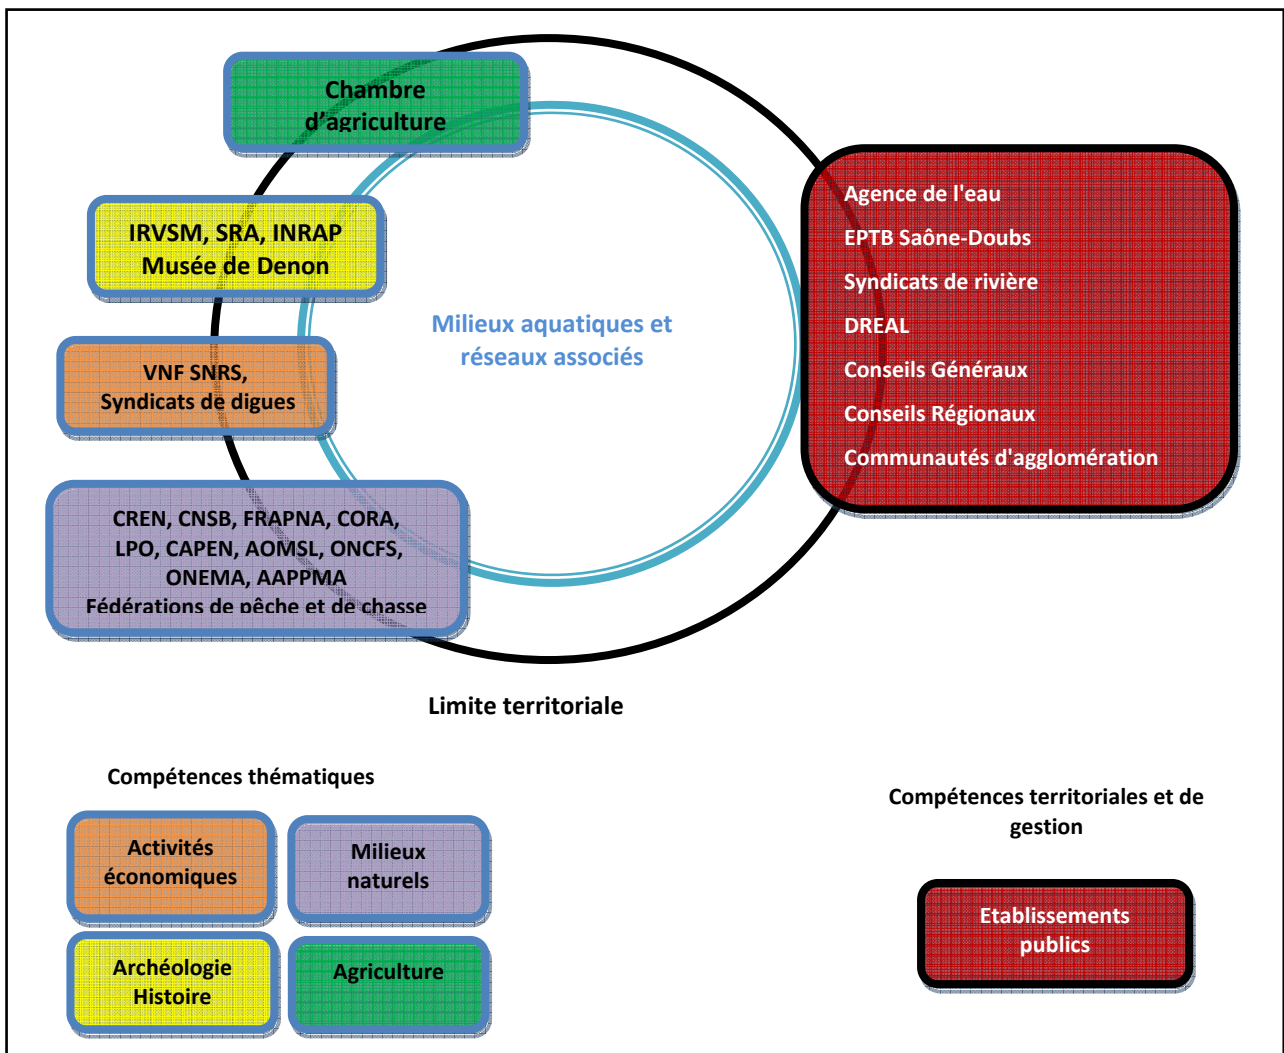 Chambre
d'agriculture
IRVSM, SRA, INRAP
Musée de Denon
VNF SNRS,
Syndicats de digues
CREN, CNSB, FRAPNA, CORA,
LPO, CAPEN, AOMSL, ONCFS,
ONEMA, AAPPMA
Fédérations de pêche et de chasse
Milieux aquatiques et
réseaux associés
Agence de l'eau
EPTB Saône-Doubs
Syndicats de rivière
DREAL
Conseils Généraux
Conseils Régionaux
Communautés d'agglomération
Limite territoriale
Compétences thématiques
Activités
économiques
Milieux
naturels
Archéologie
Histoire
Agriculture
Compétences territoriales et de
gestion
Etablissements
publics